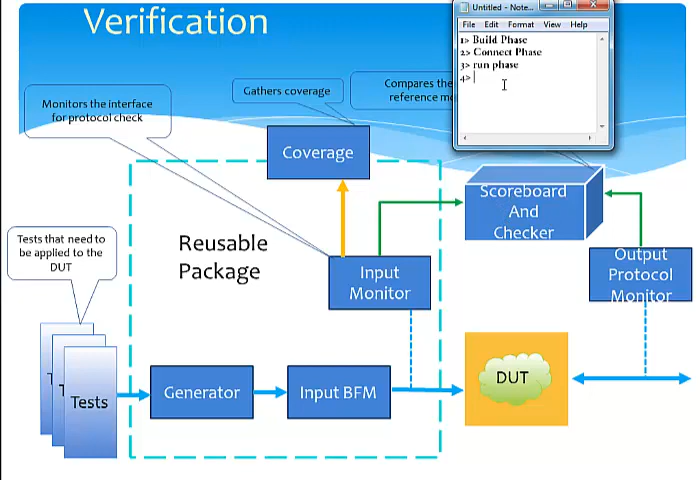 Verification
Untitled - Note...
File Edit Format View Help
1> Build Phase
2> Connect Phase
3> run phase
4>
Monitors the interface
for protocol check
Gathers coverage
Compares the
reference
Coverage
Scoreboard
And
Checker
Tests that need to
be applied to the
DUT
Reusable
Package
Input
Monitor
Output
Protocol
Monitor
T
T
Tests
Generator
Input BFM
DUT